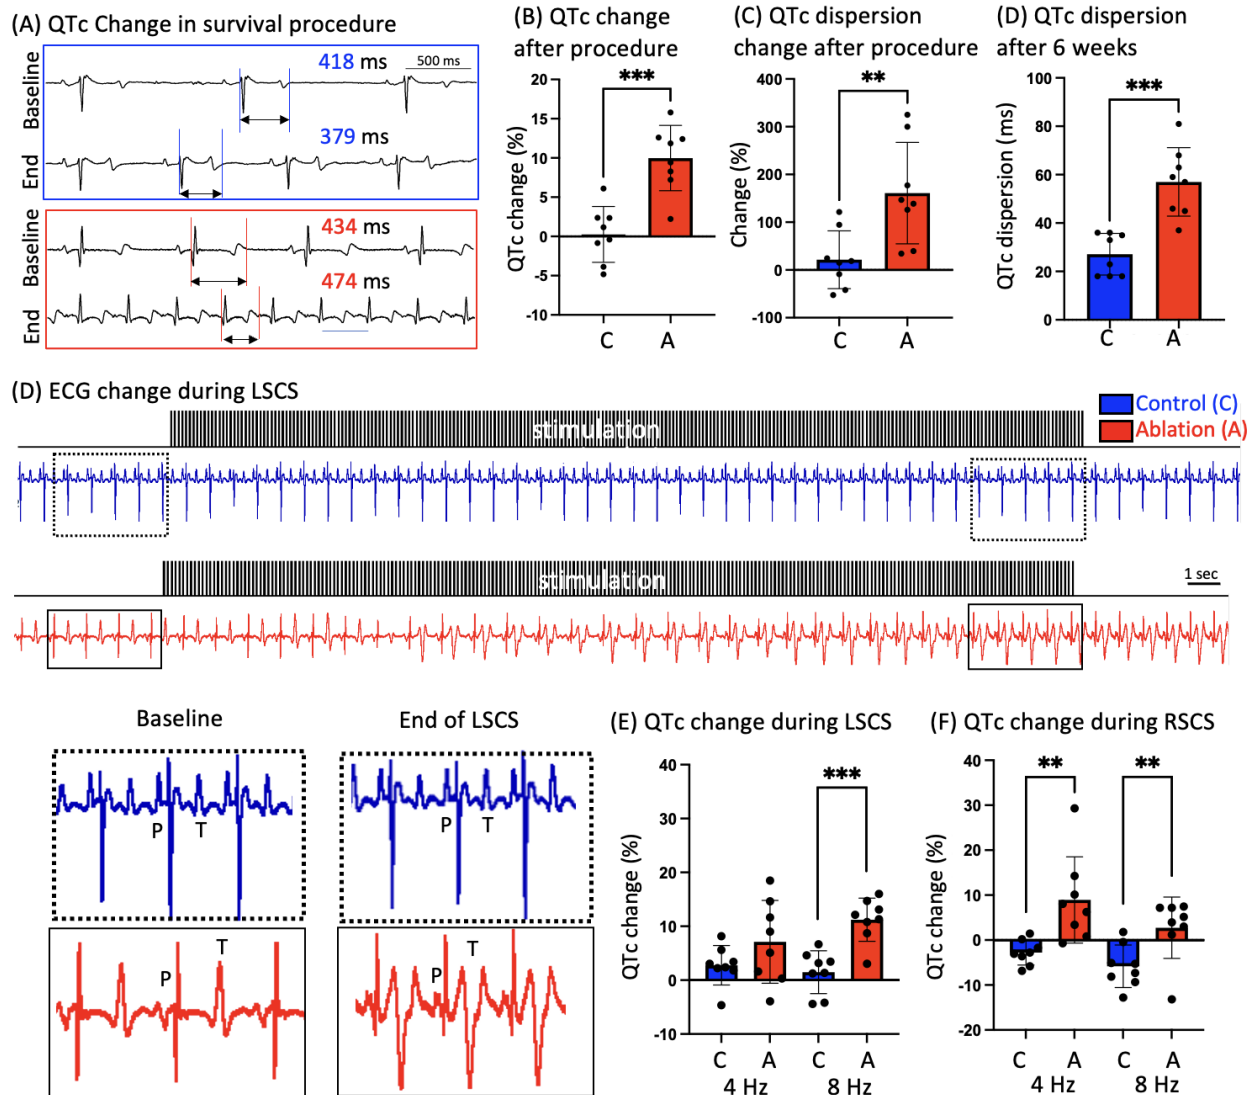 (A) QTc Change in survival procedure
Baseline
418 ms
500 ms
End
379 ms
Baseline
434 ms
End
474 ms
(B) QTc change
after procedure
QTc change (%)
20
15
10
5
0
-5
-10
***
C
A
(C) QTc dispersion
change after procedure
Change (%)
400
300
200
100
0
-100
**
C
A
(D) QTc dispersion
after 6 weeks
QTc dispersion (ms)
100
80
60
40
20
0
***
C
A
(D) ECG change during LSCS
Control (C)
Ablation (A)
stimulation
stimulation
1 sec
Baseline
End of LSCS
P
T
P
T
P
T
P
T
(E) QTc change during LSCS
QTc change (%)
40
30
20
10
0
-10
***
C
A
C
A
4 Hz
8 Hz
(F) QTc change during RSCS
QTc change (%)
40
30
20
10
0
-10
-20
**
**
C
A
C
A
4 Hz
8 Hz